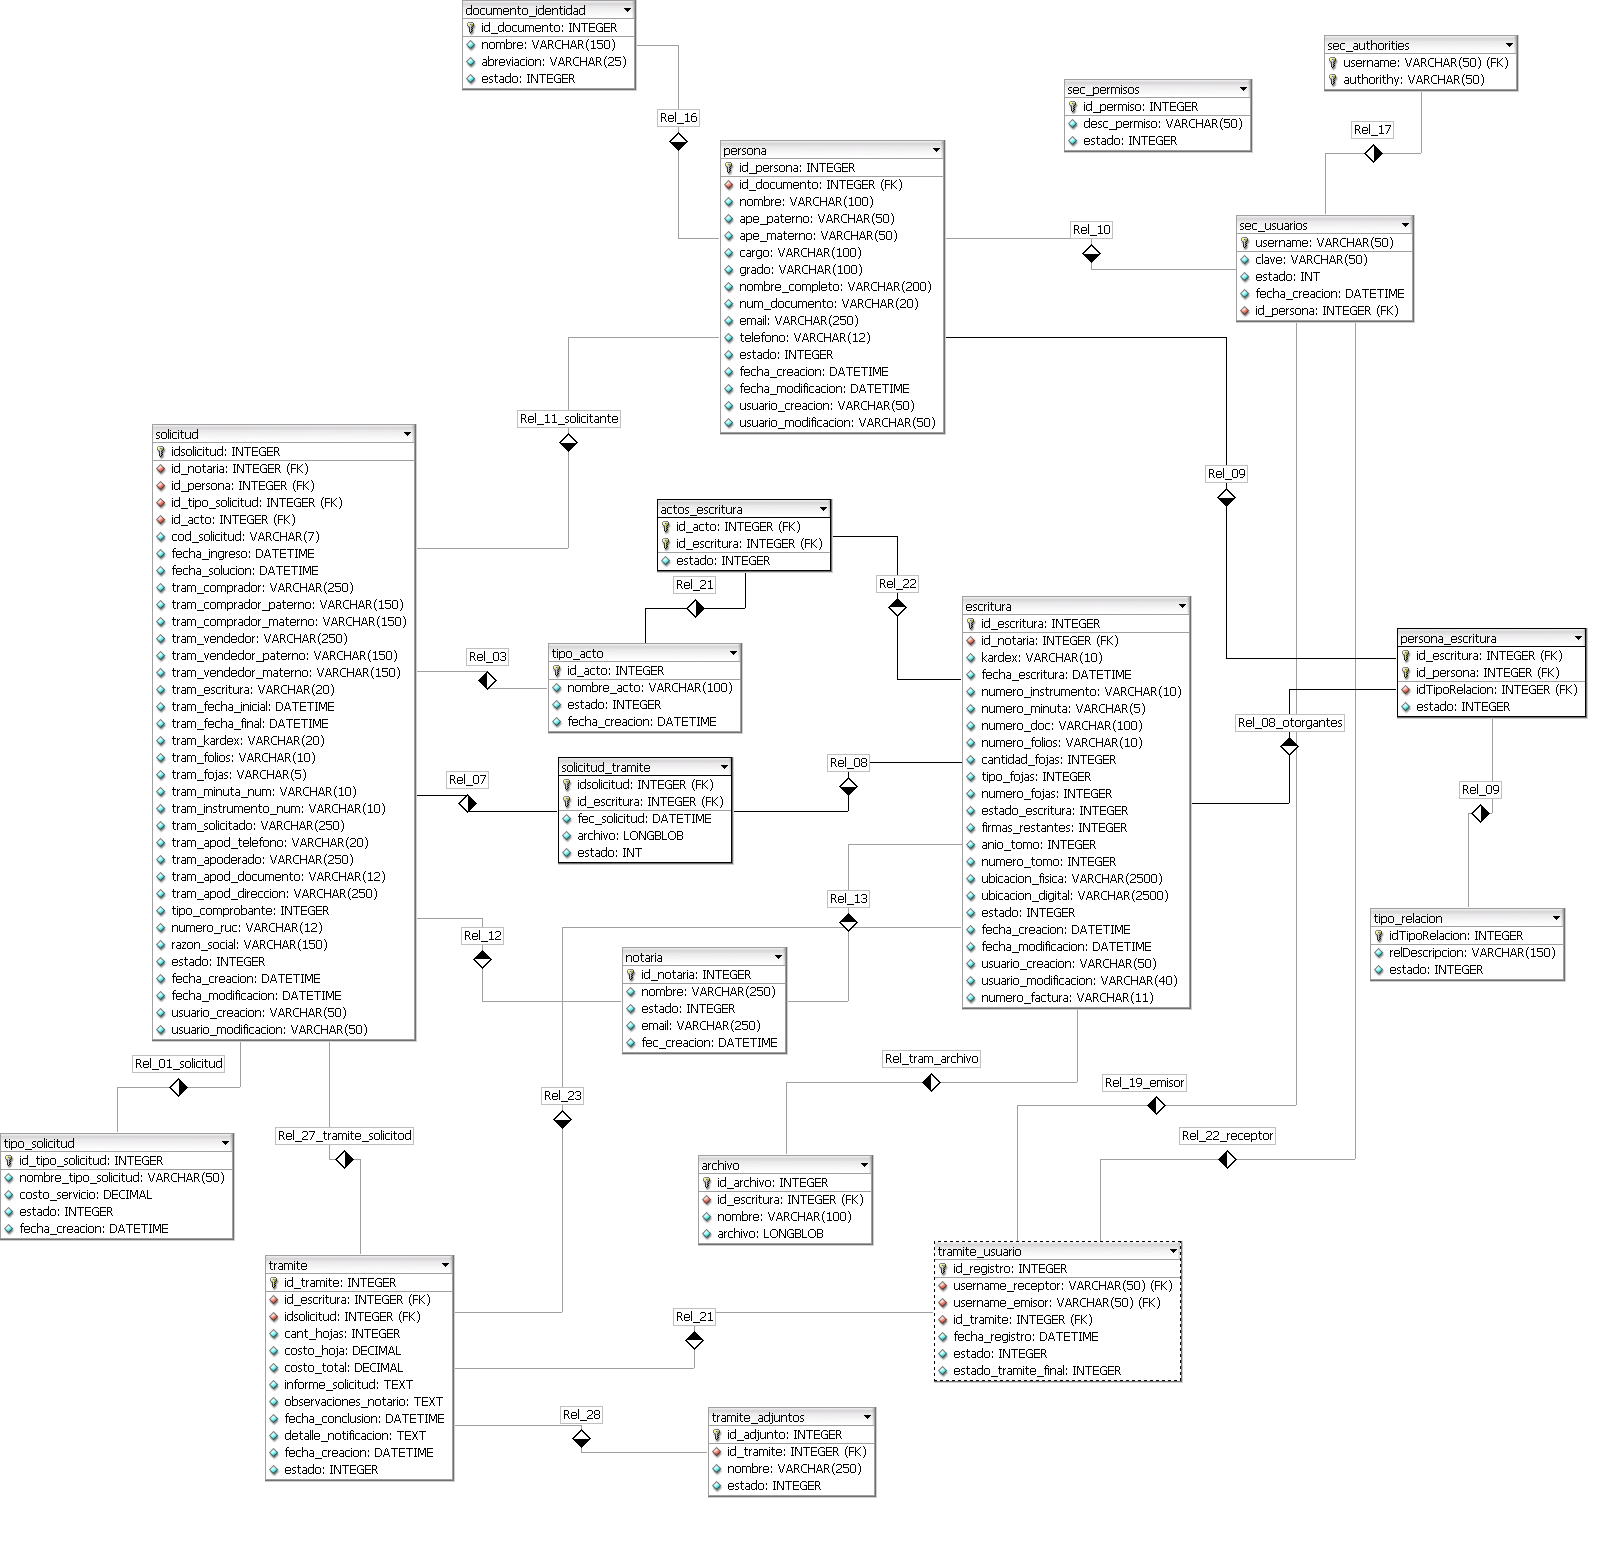 documento_identidad
id_documento: INTEGER
nombre: VARCHAR(150)
abreviacion: VARCHAR(25)
estado: INTEGER
sec_authorities
username: VARCHAR(50) (FK)
authorithy: VARCHAR(50)
sec_permisos
id_permiso: INTEGER
desc_permiso: VARCHAR(50)
estado: INTEGER
Rel_16
Rel_17
persona
id_persona: INTEGER
id_documento: INTEGER (FK)
nombre: VARCHAR(100)
ape_paterno: VARCHAR(50)
ape_materno: VARCHAR(50)
cargo: VARCHAR(100)
grado: VARCHAR(100)
nombre_completo: VARCHAR(200)
num_documento: VARCHAR(20)
email: VARCHAR(250)
telefono: VARCHAR(12)
estado: INTEGER
fecha_creacion: DATETIME
fecha_modificacion: DATETIME
usuario_creacion: VARCHAR(50)
usuario_modificacion: VARCHAR(50)
Rel_10
sec_usuarios
username: VARCHAR(50)
clave: VARCHAR(50)
estado: INT
fecha_creacion: DATETIME
id_persona: INTEGER (FK)
Rel_11_solicitante
Rel_09
solicitud
idsolicitud: INTEGER
id_notaria: INTEGER (FK)
id_persona: INTEGER (FK)
id_tipo_solicitud: INTEGER (FK)
id_acto: INTEGER (FK)
cod_solicitud: VARCHAR(7)
fecha_ingreso: DATETIME
fecha_solucion: DATETIME
tram_comprador: VARCHAR(250)
tram_comprador_paterno: VARCHAR(150)
tram_comprador_materno: VARCHAR(150)
tram_vendedor: VARCHAR(250)
tram_vendedor_paterno: VARCHAR(150)
tram_vendedor_materno: VARCHAR(150)
tram_escritura: VARCHAR(20)
tram_fecha_inicial: DATETIME
tram_fecha_final: DATETIME
tram_kardex: VARCHAR(20)
tram_folios: VARCHAR(10)
tram_fojas: VARCHAR(5)
tram_minuta_num: VARCHAR(10)
tram_instrumento_num: VARCHAR(10)
tram_solicitado: VARCHAR(250)
tram_apod_telefono: VARCHAR(20)
tram_apoderado: VARCHAR(250)
tram_apod_documento: VARCHAR(12)
tram_apod_direccion: VARCHAR(250)
tipo_comprobante: INTEGER
numero_ruc: VARCHAR(12)
razon_social: VARCHAR(150)
estado: INTEGER
fecha_creacion: DATETIME
fecha_modificacion: DATETIME
usuario_creacion: VARCHAR(50)
usuario_modificacion: VARCHAR(50)
actos_escritura
id_acto: INTEGER (FK)
id_escritura: INTEGER (FK)
estado: INTEGER
Rel_21
Rel_22
Rel_03
tipo_acto
id_acto: INTEGER
nombre_acto: VARCHAR(100)
estado: INTEGER
fecha_creacion: DATETIME
escritura
id_escritura: INTEGER
id_notaria: INTEGER (FK)
kardex: VARCHAR(10)
fecha_escritura: DATETIME
numero_instrumento: VARCHAR(10)
numero_minuta: VARCHAR(5)
numero_doc: VARCHAR(100)
numero_folios: VARCHAR(10)
cantidad_fojas: INTEGER
tipo_fojas: INTEGER
numero_fojas: INTEGER
estado_escritura: INTEGER
firmas_restantes: INTEGER
anio_tomo: INTEGER
numero_tomo: INTEGER
ubicacion_fisica: VARCHAR(2500)
ubicacion_digital: VARCHAR(2500)
estado: INTEGER
fecha_creacion: DATETIME
fecha_modificacion: DATETIME
usuario_creacion: VARCHAR(50)
usuario_modificacion: VARCHAR(40)
numero_factura: VARCHAR(11)
persona_escritura
id_escritura: INTEGER (FK)
id_persona: INTEGER (FK)
idTipoRelacion: INTEGER (FK)
estado: INTEGER
Rel_08_otorgantes
Rel_07
solicitud_tramite
idsolicitud: INTEGER (FK)
id_escritura: INTEGER (FK)
fec_solicitud: DATETIME
archivo: LONGBLOB
estado: INT
Rel_08
Rel_09
Rel_13
Rel_12
tipo_relacion
idTipoRelacion: INTEGER
relDescripcion: VARCHAR(150)
estado: INTEGER
notaria
id_notaria: INTEGER
nombre: VARCHAR(250)
estado: INTEGER
email: VARCHAR(250)
fec_creacion: DATETIME
Rel_01_solicitud
Rel_tram_archivo
Rel_19_emisor
Rel_23
Rel_27_tramite_solicitod
Rel_22_receptor
tipo_solicitud
id_tipo_solicitud: INTEGER
nombre_tipo_solicitud: VARCHAR(50)
costo_servicio: DECIMAL
estado: INTEGER
fecha_creacion: DATETIME
archivo
id_archivo: INTEGER
id_escritura: INTEGER (FK)
nombre: VARCHAR(100)
archivo: LONGBLOB
tramite
id_tramite: INTEGER
id_escritura: INTEGER (FK)
idsolicitud: INTEGER (FK)
cant_hojas: INTEGER
costo_hoja: DECIMAL
costo_total: DECIMAL
informe_solicitud: TEXT
observaciones_notario: TEXT
fecha_conclusion: DATETIME
detalle_notificacion: TEXT
fecha_creacion: DATETIME
estado: INTEGER
tramite_usuario
id_registro: INTEGER
username_receptor: VARCHAR(50) (FK)
username_emisor: VARCHAR(50) (FK)
id_tramite: INTEGER (FK)
fecha_registro: DATETIME
estado: INTEGER
estado_tramite_final: INTEGER
Rel_21
Rel_28
tramite_adjuntos
id_adjunto: INTEGER
id_tramite: INTEGER (FK)
nombre: VARCHAR(250)
estado: INTEGER